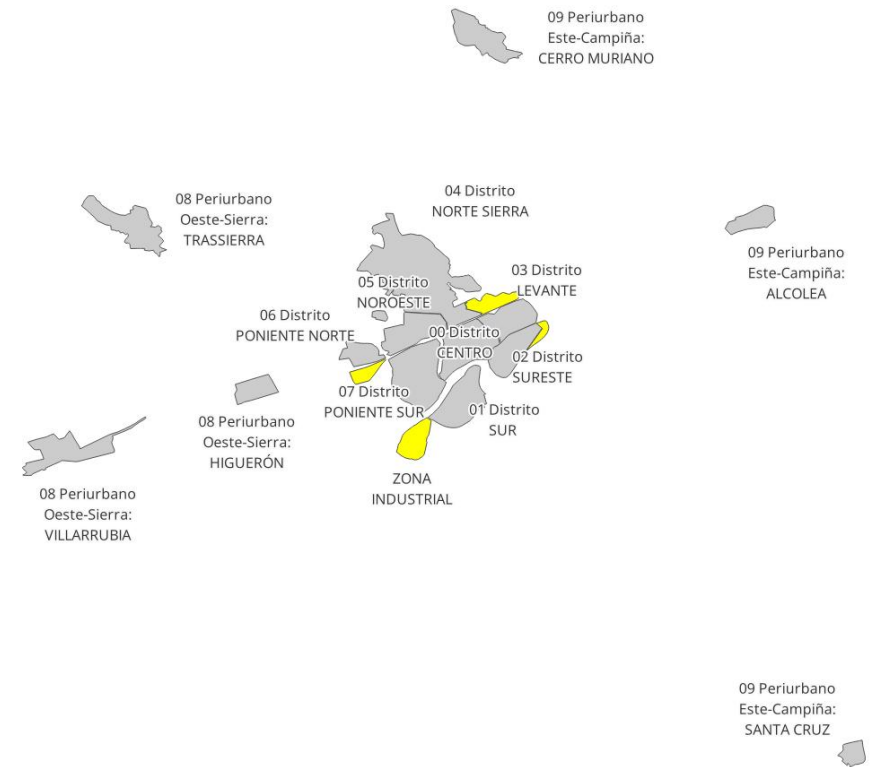 09 Periurbano
Este-Campiña:
CERRO MURIANO
04 Distrito
NORTE SIERRA
08 Periurbano
Oeste-Sierra:
TRASSIERRA
09 Periurbano
Este-Campiña:
ALCOLEA
03 Distrito
LEVANTE
05 Distrito
NOROESTE
06 Distrito
PONIENTE NORTE
00 Distrito
CENTRO
02 Distrito
SURESTE
07 Distrito
PONIENTE SUR
01 Distrito
SUR
08 Periurbano
Oeste-Sierra:
HIGUERÓN
ZONA
INDUSTRIAL
08 Periurbano
Oeste-Sierra:
VILLARRUBIA
09 Periurbano
Este-Campiña:
SANTA CRUZ